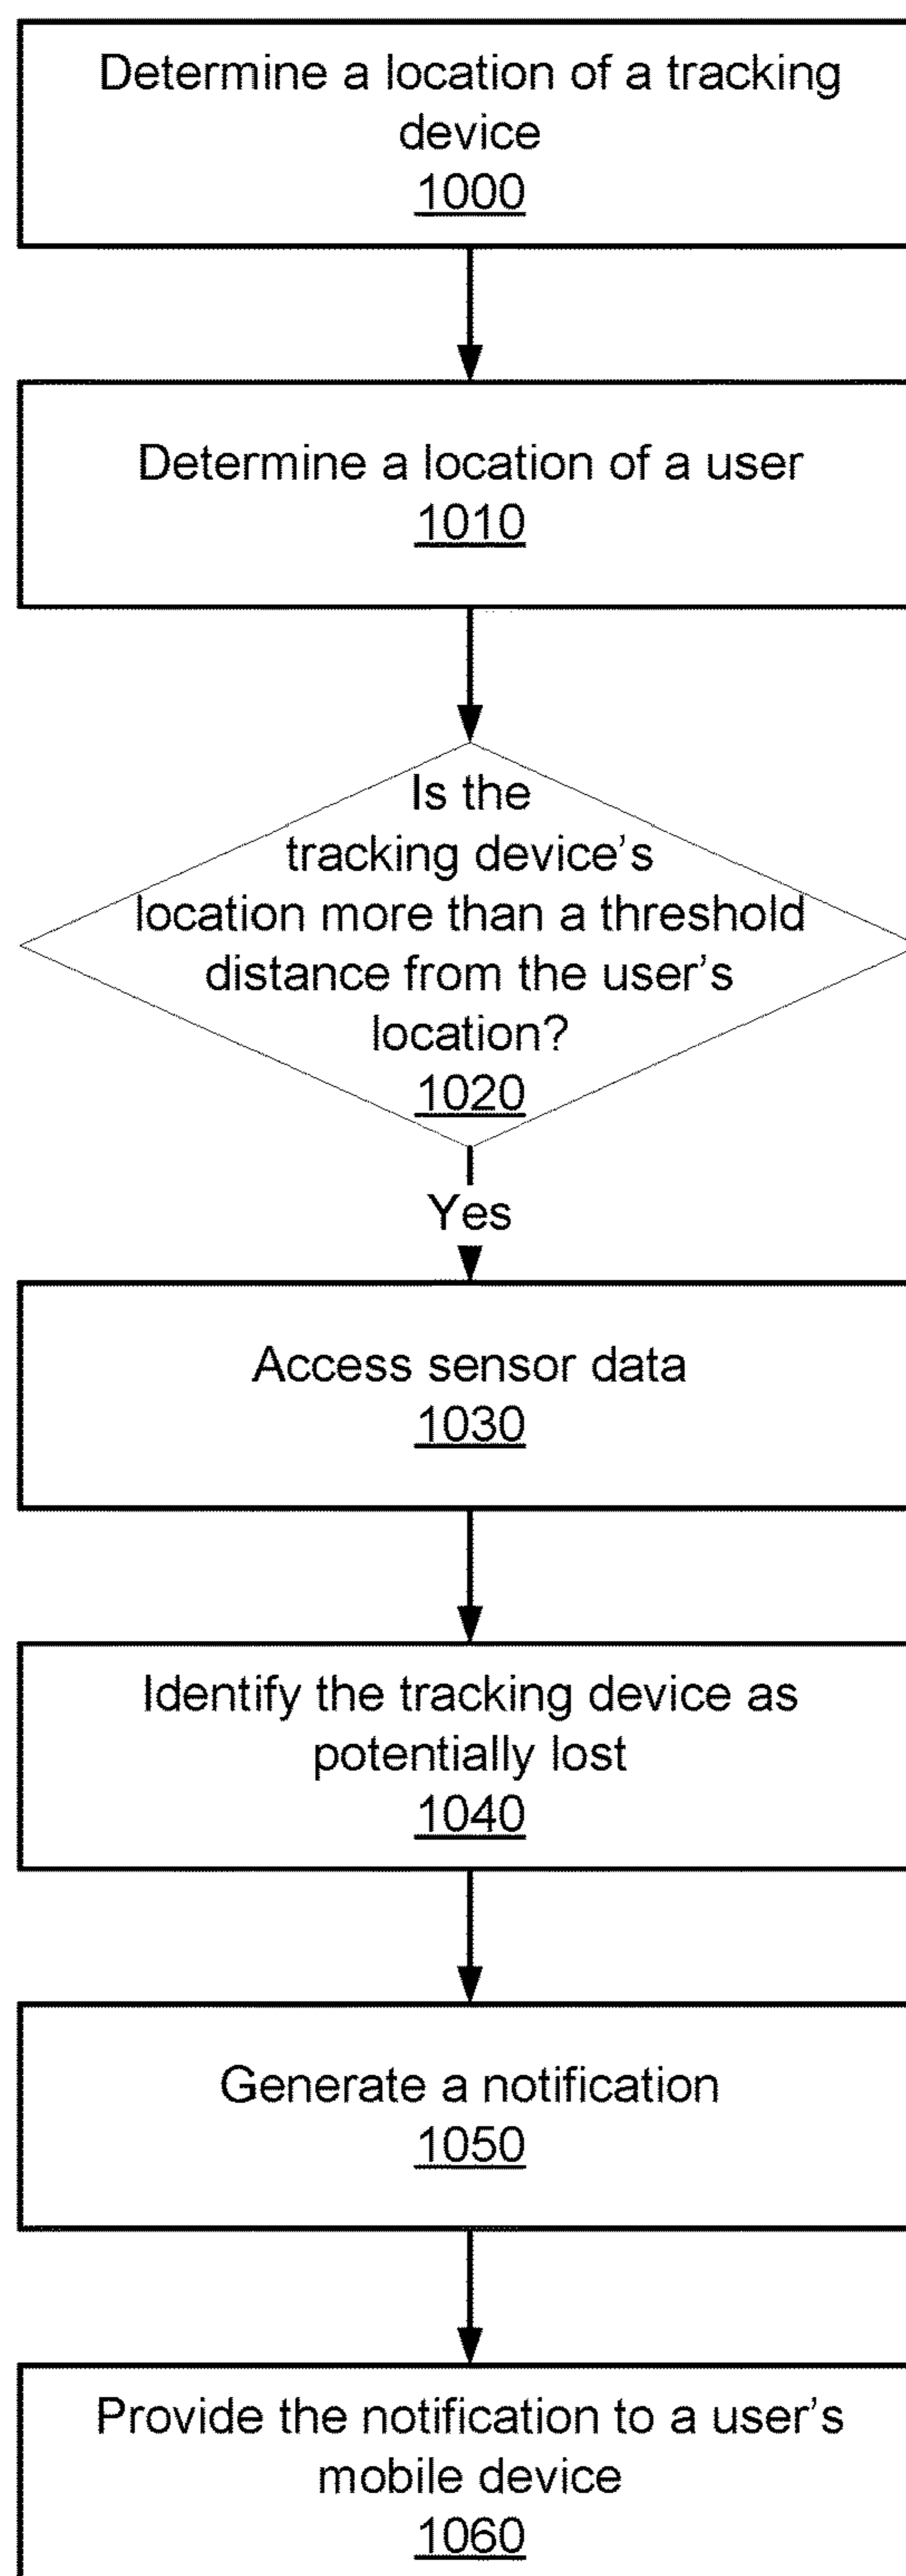 Determine a location of a tracking
device
1000
Determine a location of a user
1010
Is the
tracking device's
location more than a threshold
distance from the user's
location?
1020
Yes
Access sensor data
1030
Identify the tracking device as
potentially lost
1040
Generate a notification
1050
Provide the notification to a user's
mobile device
1060